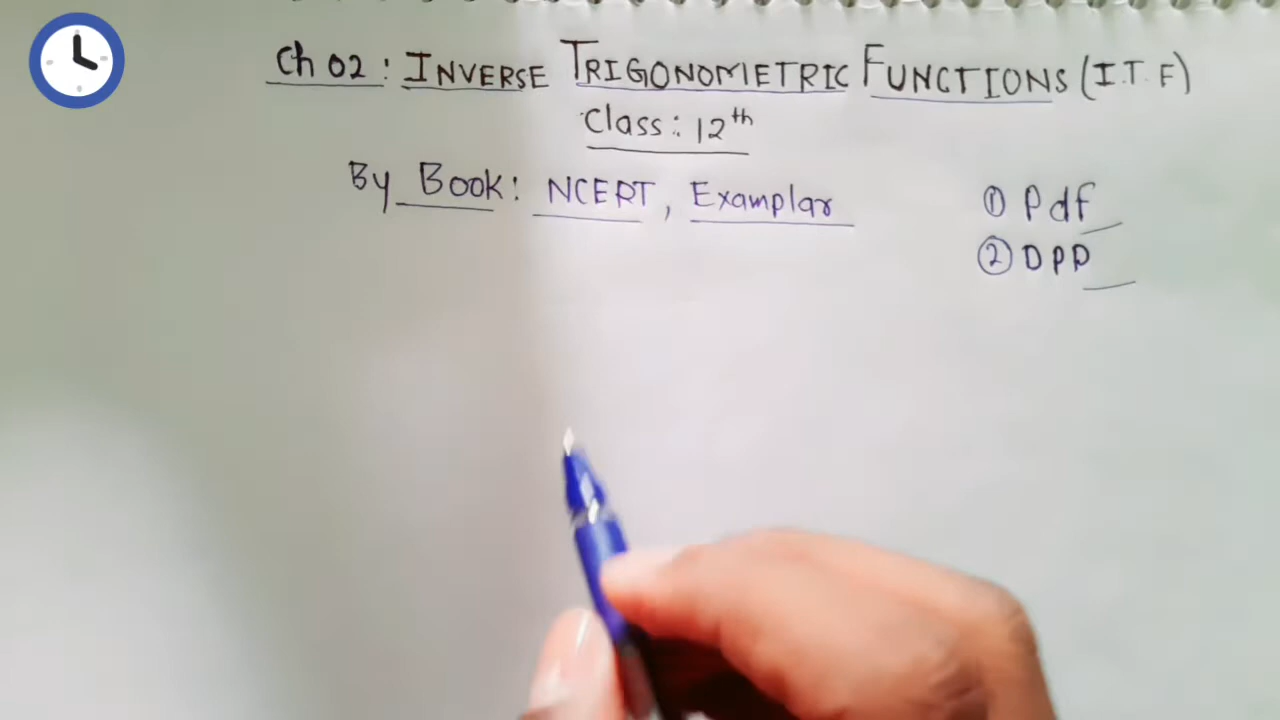 Ch 02 : INVERSE TRIGONOMETRIC FUNCTIONS (I.T.F)
Class : 12th
By Book : NCERT, Examplar
① Pdf
② DPP